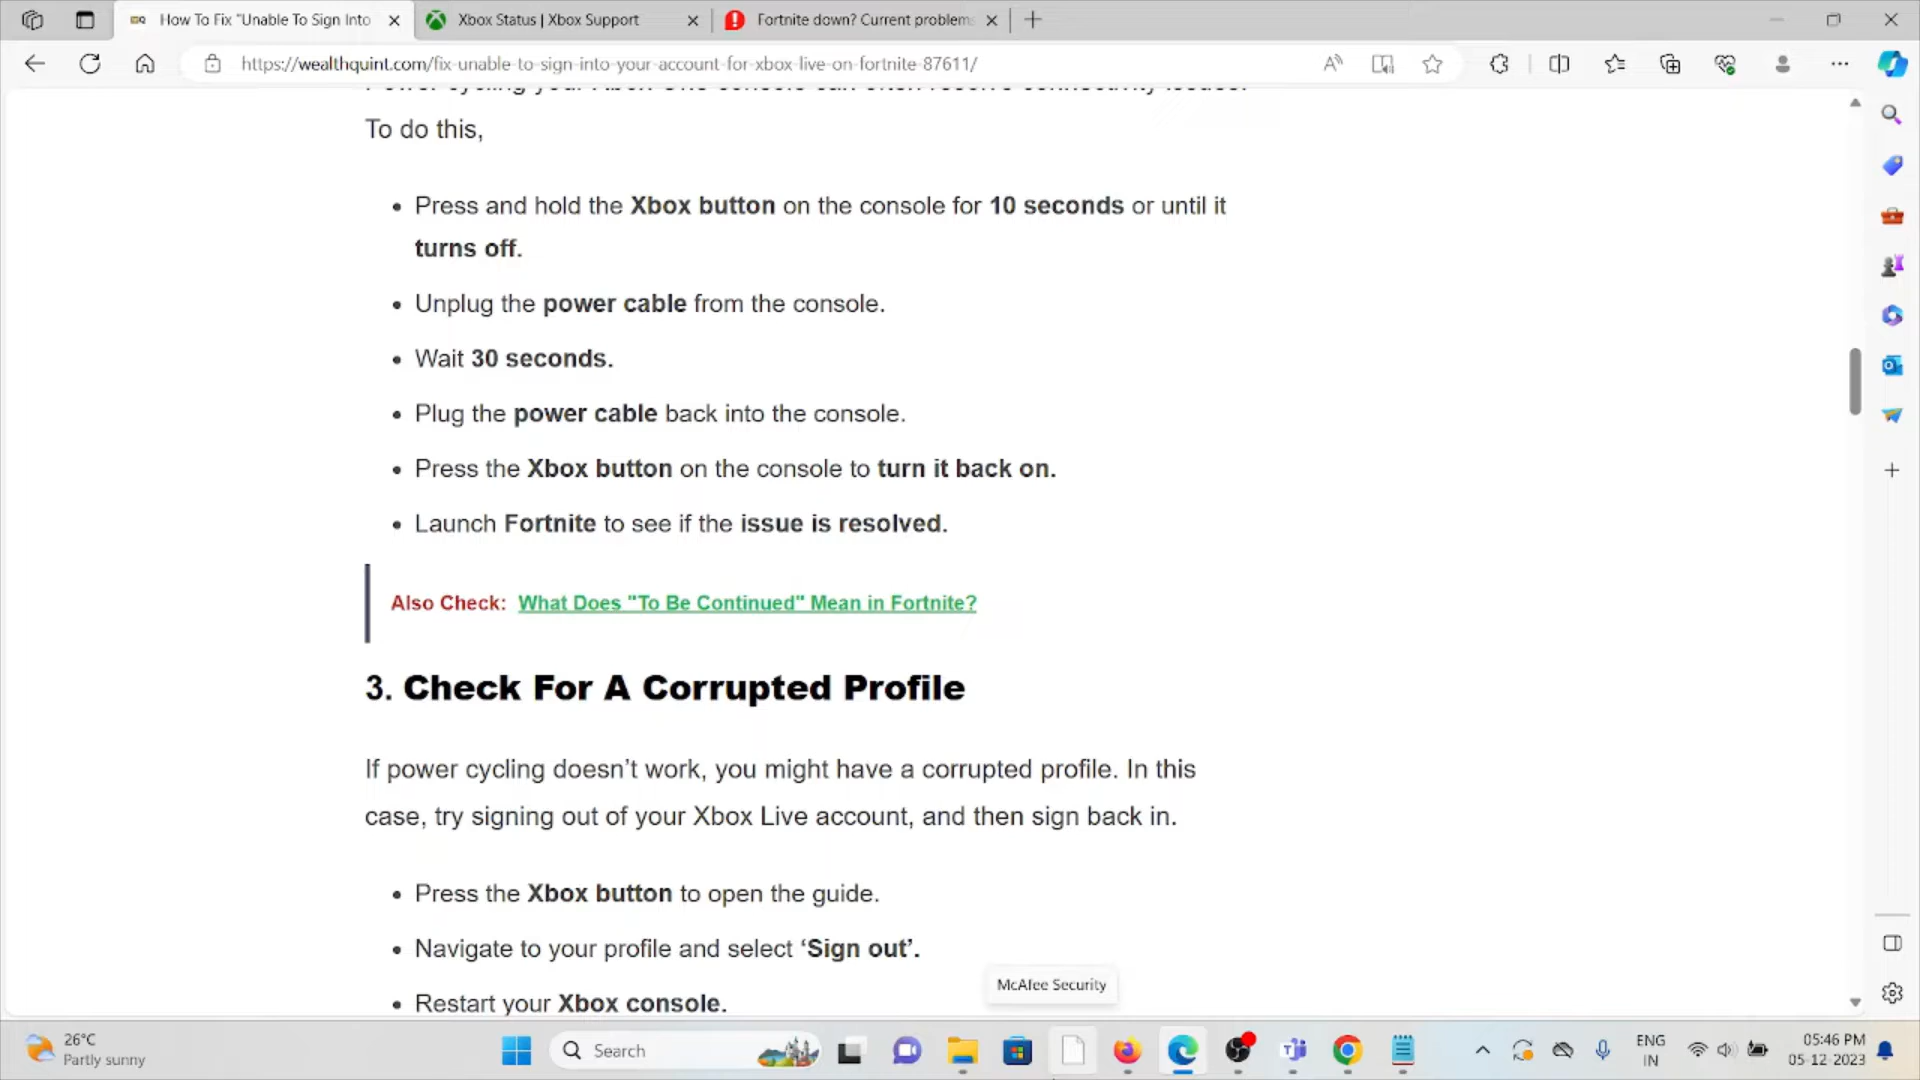 How To Fix "Unable To Sign Into
Xbox Status | Xbox Support
Fortnite down? Current problem
https://wealthquint.com/fix-unable-to-sign-into-your-account-for-xbox-live-on-fortnite-87611/
To do this,
• Press and hold the Xbox button on the console for 10 seconds or until it
turns off.
• Unplug the power cable from the console.
• Wait 30 seconds.
• Plug the power cable back into the console.
• Press the Xbox button on the console to turn it back on.
• Launch Fortnite to see if the issue is resolved.
Also Check: What Does "To Be Continued" Mean in Fortnite?
3. Check For A Corrupted Profile
If power cycling doesn’t work, you might have a corrupted profile. In this
case, try signing out of your Xbox Live account, and then sign back in.
• Press the Xbox button to open the guide.
• Navigate to your profile and select ‘Sign out’.
McAfee Security
• Restart your Xbox console.
26°C
Partly sunny
Search
ENG
IN
05:46 PM
05-12-2023